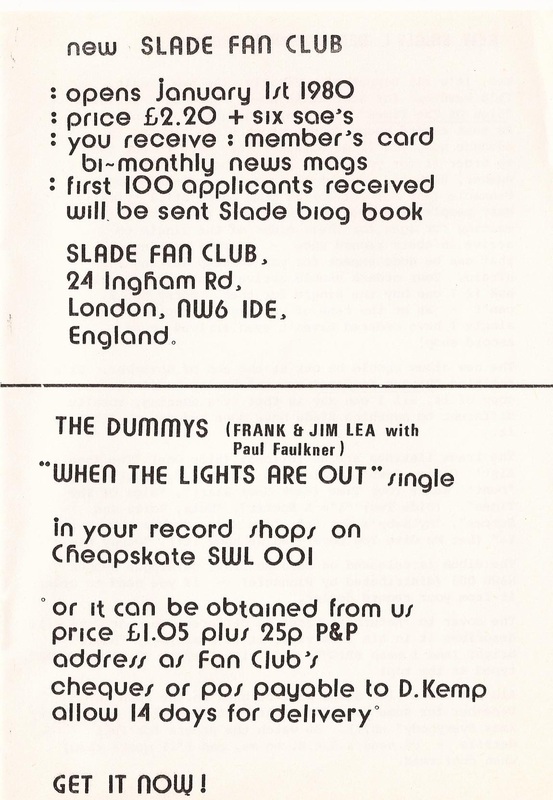 new SLADE FAN CLUB
: opens January 1st 1980
: price £2.20 + six sae's
: you receive : member's card
bi-monthly news mags
: first 100 applicants received
will be sent Slade biog book
SLADE FAN CLUB,
24 Ingham Rd,
London, NW6 IDE,
England.
THE DUMMYS (FRANK & JIM LEA with
Paul Faulkner)
"WHEN THE LIGHTS ARE OUT" single
in your record shops on
Cheapskate SWL 001
°or it can be obtained from us
price £1.05 plus 25p P&P
address as Fan Club's
cheques or pos payable to D.Kemp
allow 14 days for delivery°
GET IT NOW!